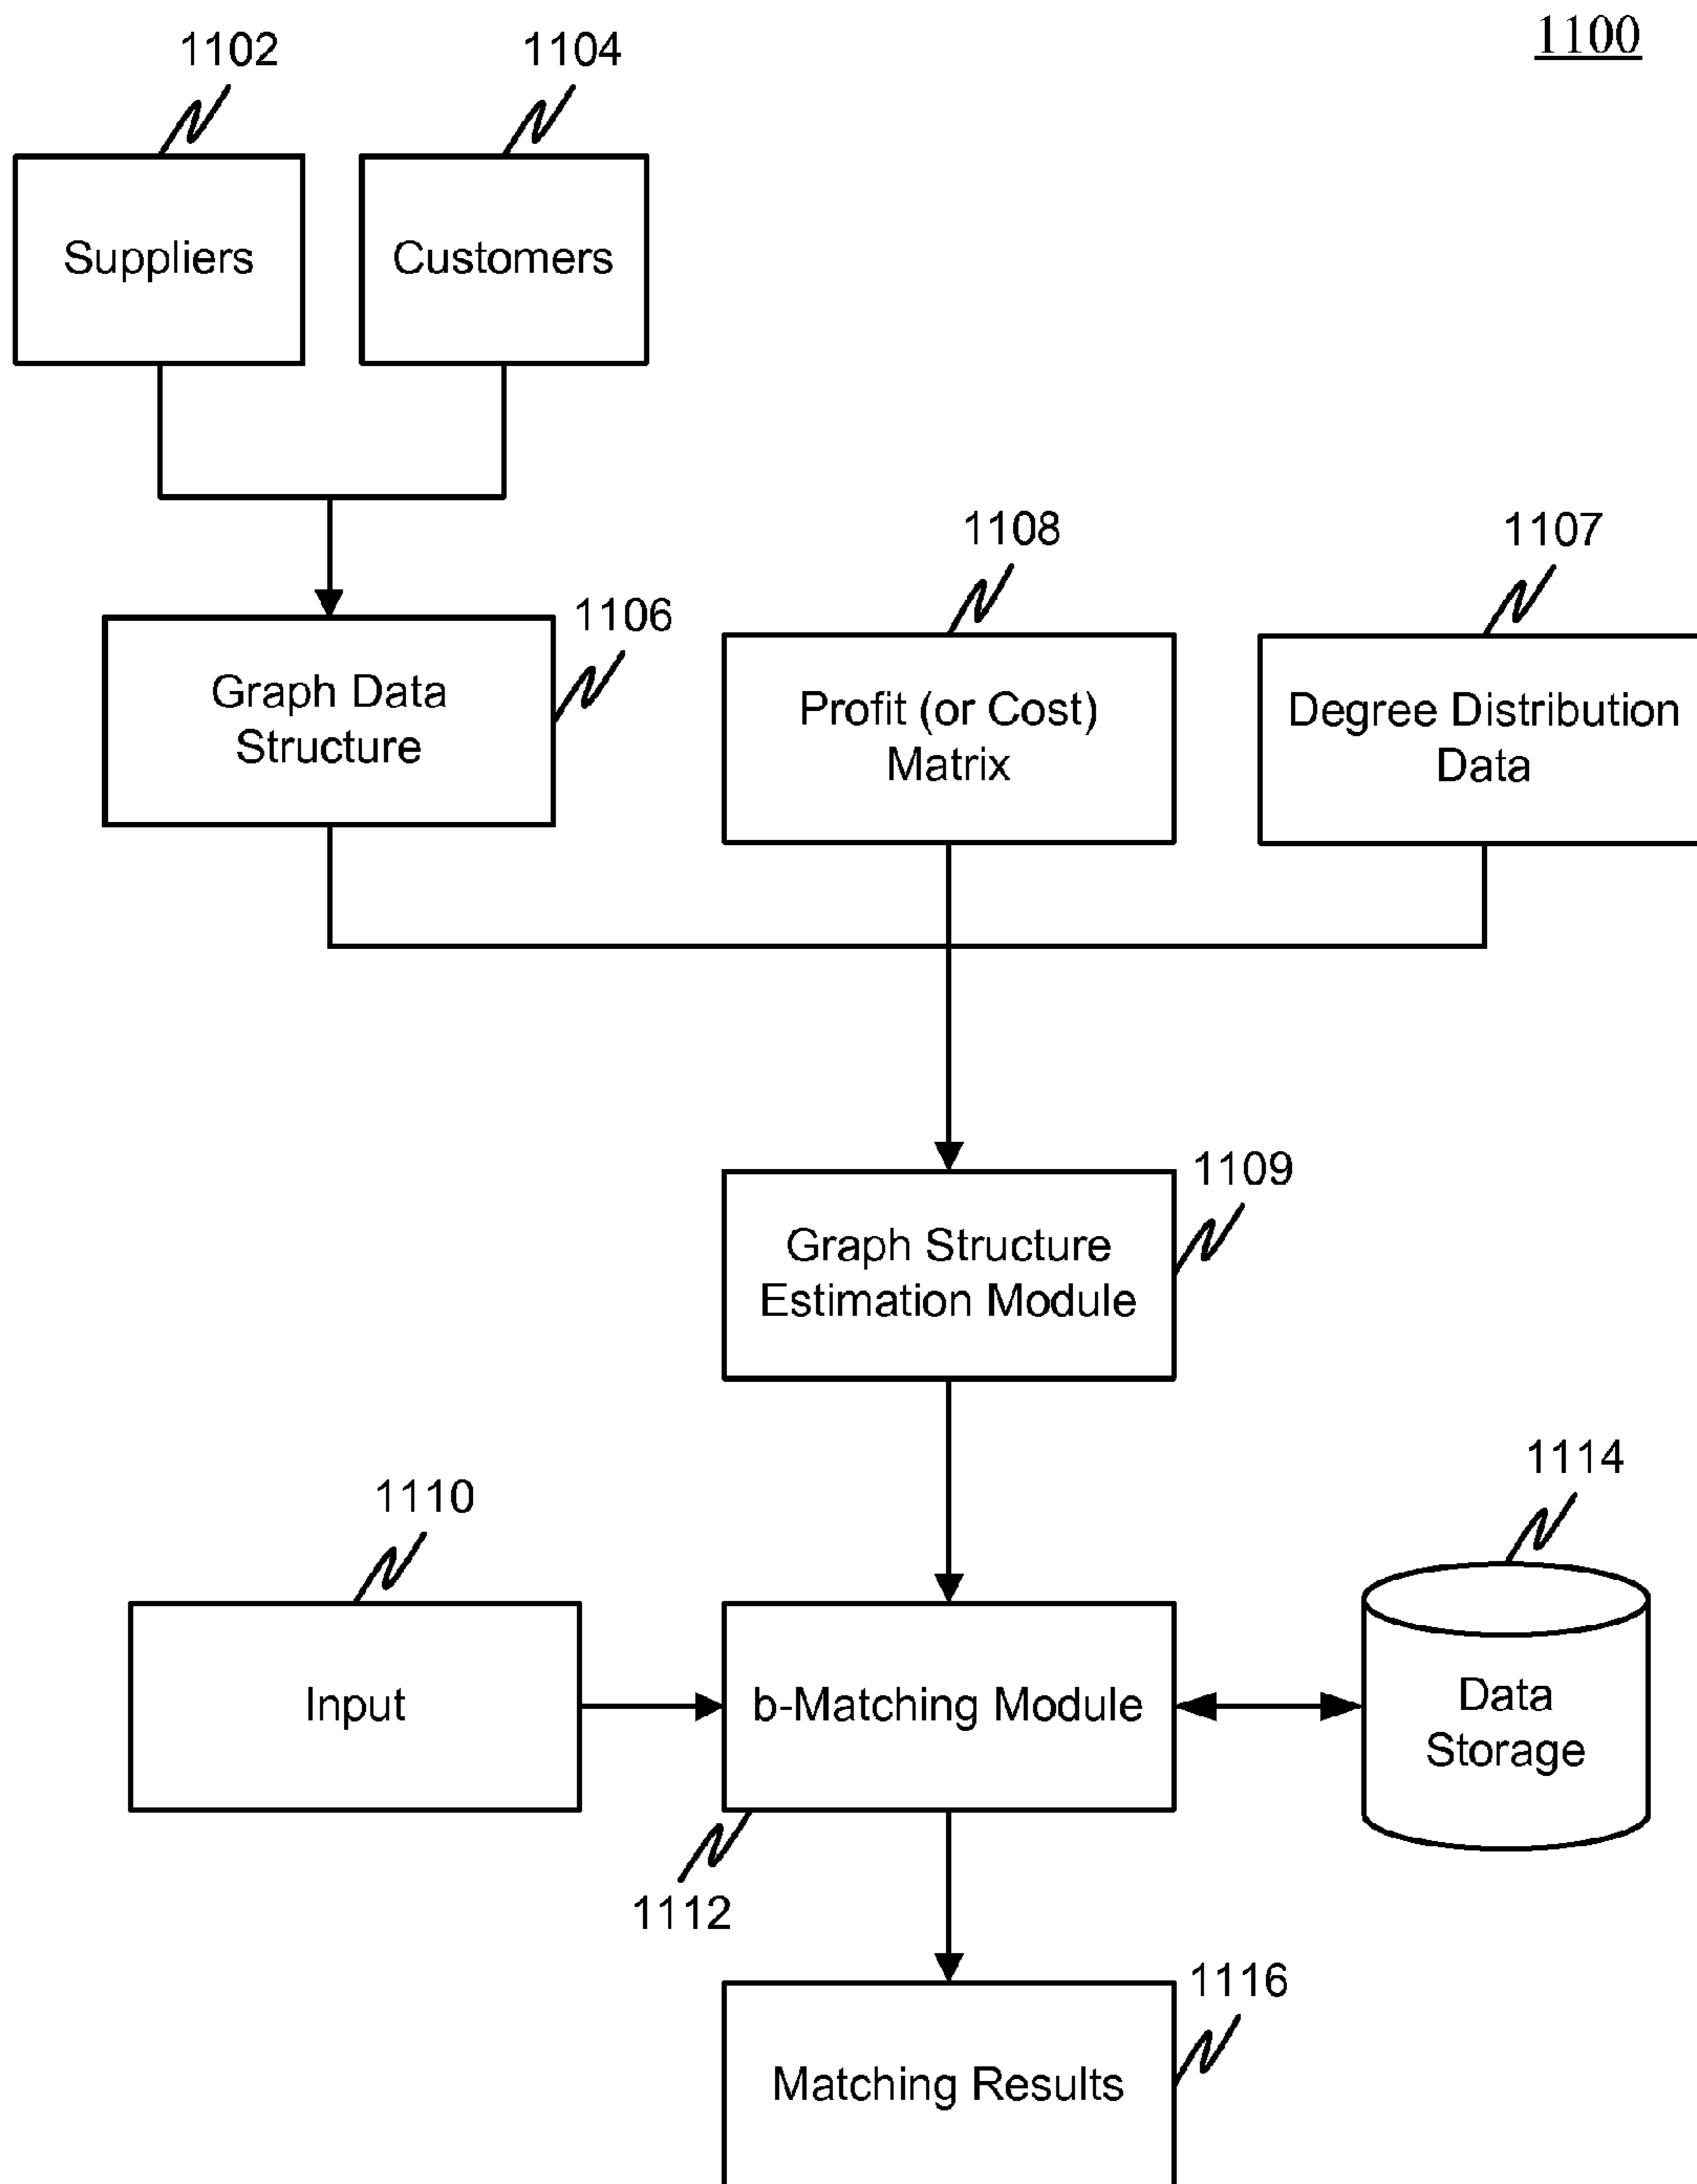 1100
1102
1104
Suppliers
Customers
1108
1107
1106
Graph Data
Structure
Profit (or Cost)
Matrix
Degree Distribution
Data
1109
Graph Structure
Estimation Module
1114
1110
Input
b-Matching Module
Data
Storage
1112
1116
Matching Results